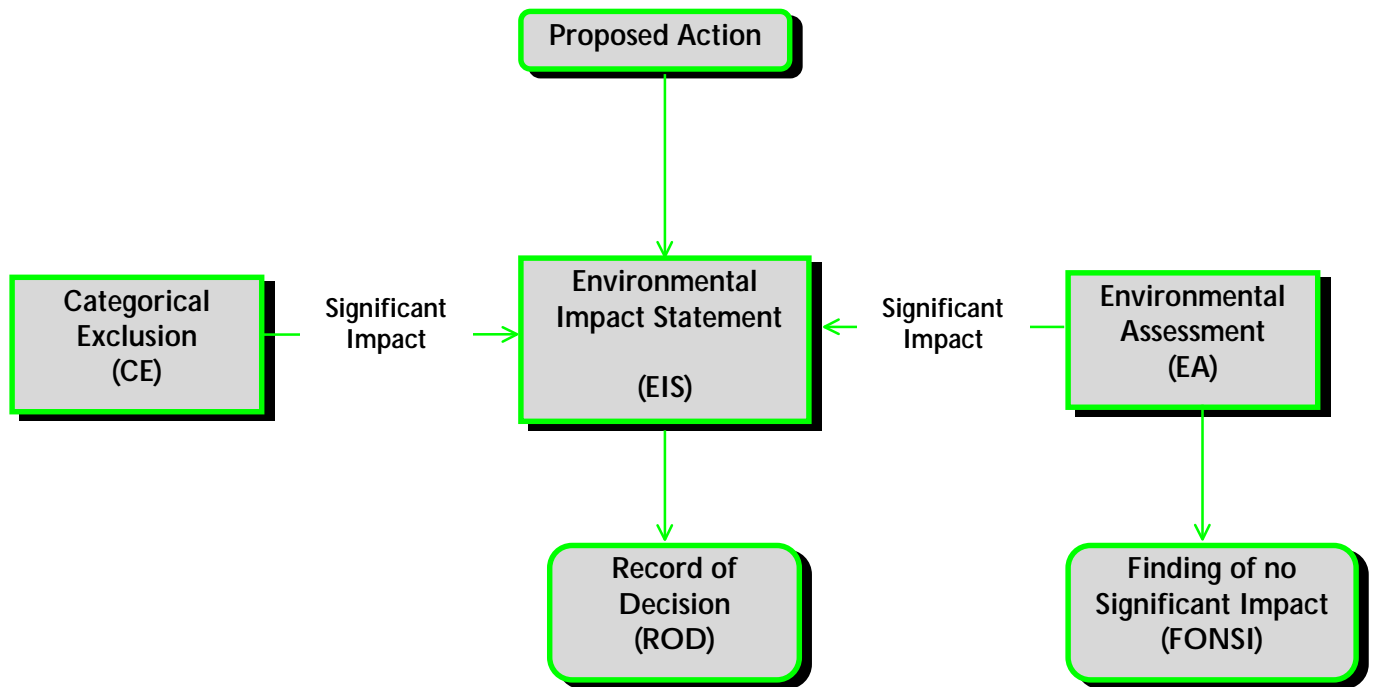 Proposed Action
Categorical
Exclusion
(CE)
Significant
Impact
Environmental
Impact Statement
(EIS)
Significant
Impact
Environmental
Assessment
(EA)
Record of
Decision
(ROD)
Finding of no
Significant Impact
(FONSI)